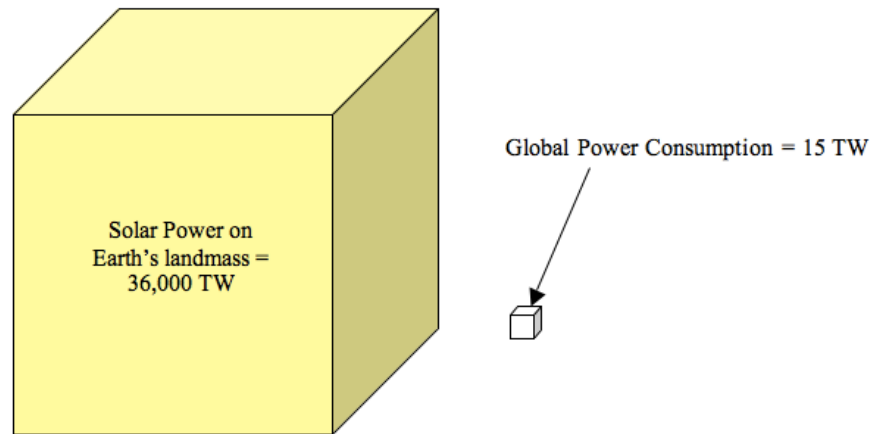 Solar Power on
Earth’s landmass =
36,000 TW
Global Power Consumption = 15 TW